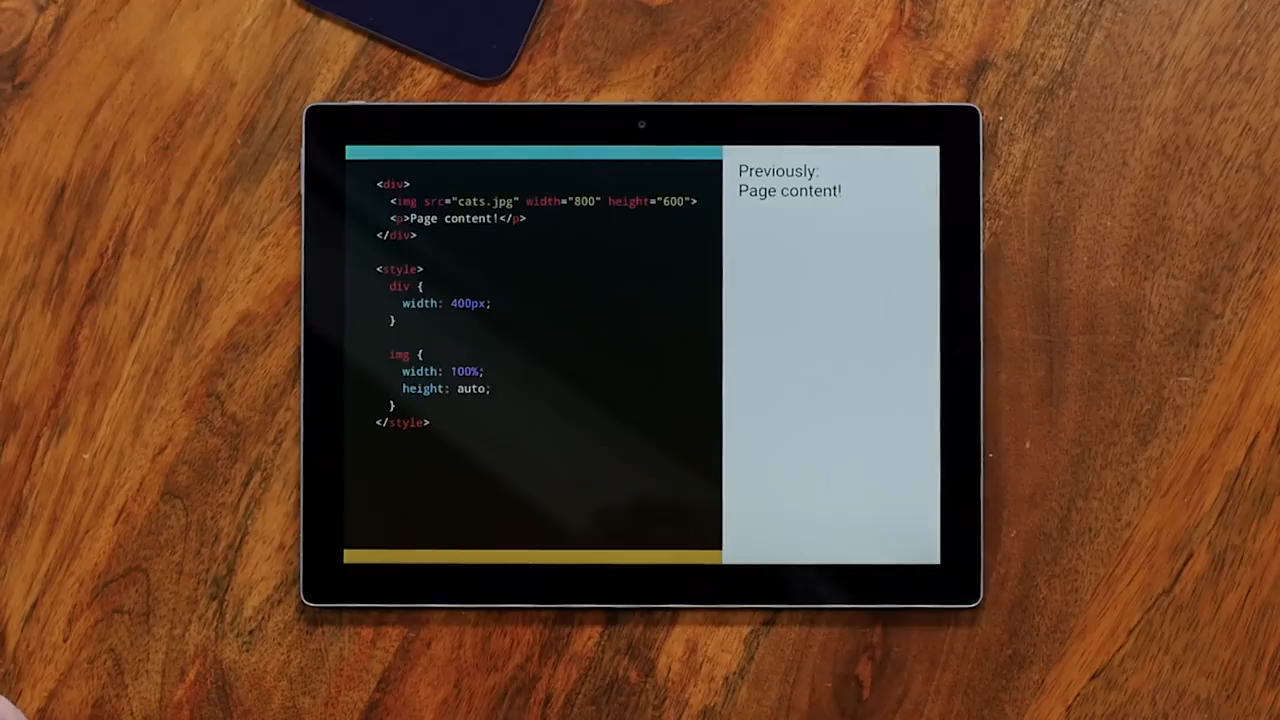 <div>
<img src="cats.jpg" width="800" height="600">
<p>Page content!</p>
</div>
<style>
div {
width: 400px;
}
img {
width: 100%;
height: auto;
}
</style>
Previously:
Page content!